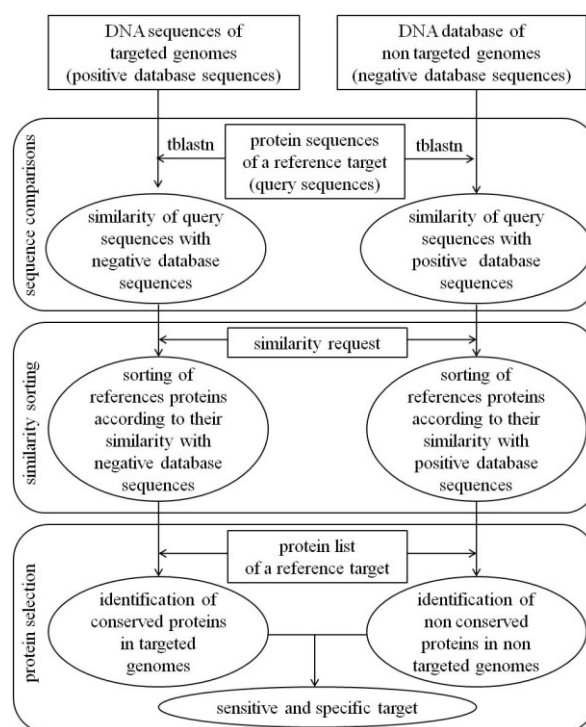 DNA sequences of
targeted genomes
(positive database sequences)
DNA database of
non targeted genomes
(negative database sequences)
sequence comparisons
tblastn
protein sequences
of a reference target
(query sequences)
tblastn
similarity of query
sequences with
negative database
sequences
similarity of query
sequences with
positive database
sequences
similarity sorting
similarity request
sorting of
references proteins
according to their
similarity with
negative database
sequences
sorting of
references proteins
according to their
similarity with
positive database
sequences
protein selection
protein list
of a reference target
identification of
conserved proteins
in targeted
genomes
identification of
non conserved
proteins in non
targeted genomes
sensitive and specific target